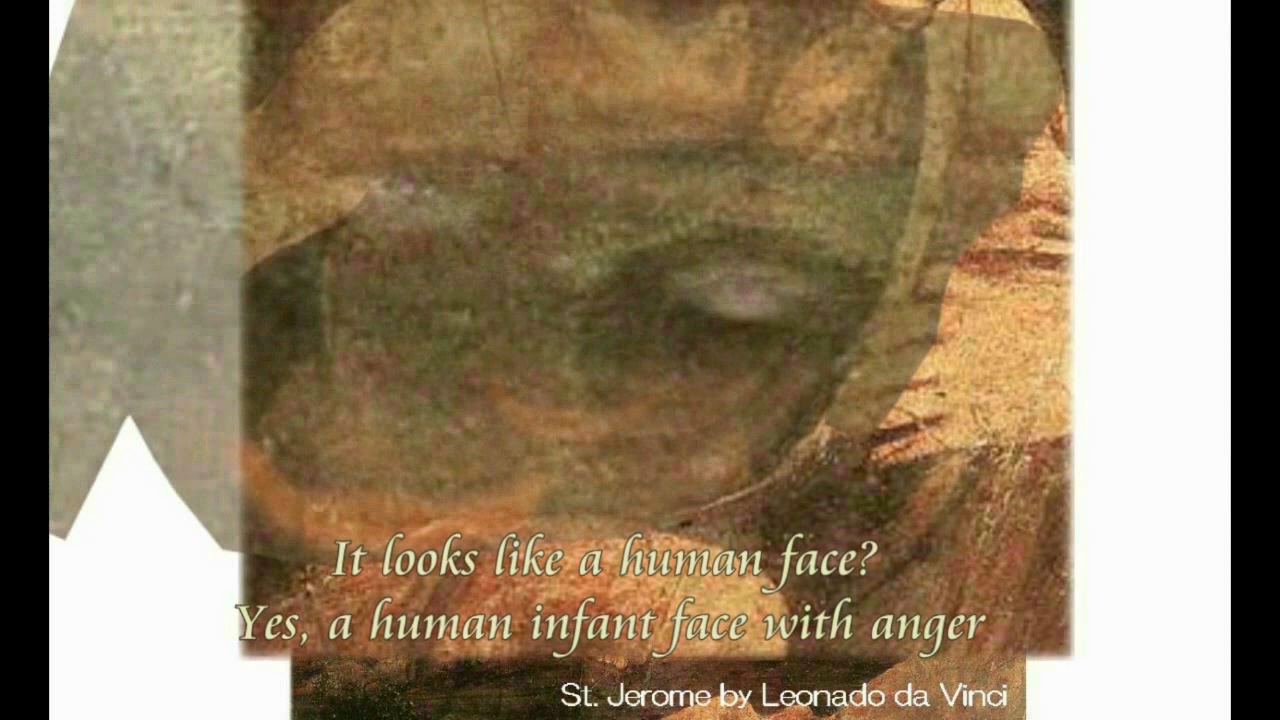 It looks like a human face?
Yes, a human infant face with anger
St. Jerome by Leonado da Vinci